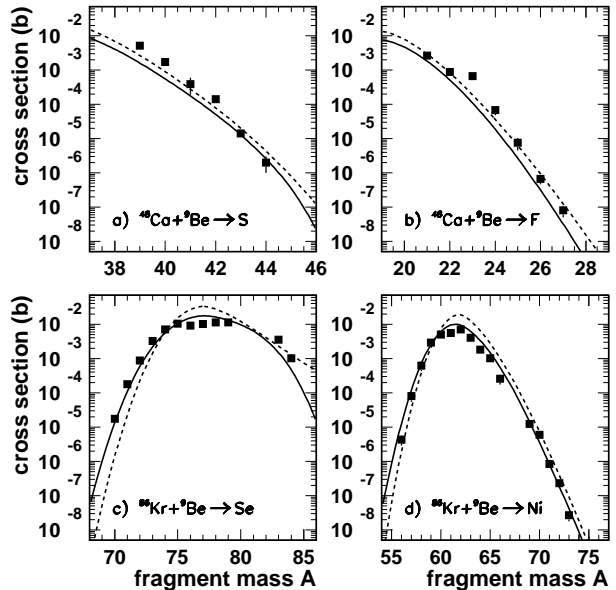 cross section (b)
10 -2
10 -3
10 -4
10 -5
10 -6
10 -7
10 -8
a) 48Ca+9Be→S
38 40 42 44 46
10 -2
10 -3
10 -4
10 -5
10 -6
10 -7
10 -8
b) 48Ca+9Be→F
20 22 24 26 28
cross section (b)
10 -2
10 -3
10 -4
10 -5
10 -6
10 -7
10 -8
c) 86Kr+9Be→Se
70 75 80 85
fragment mass A
10 -2
10 -3
10 -4
10 -5
10 -6
10 -7
10 -8
d) 86Kr+9Be→Ni
55 60 65 70 75
fragment mass A